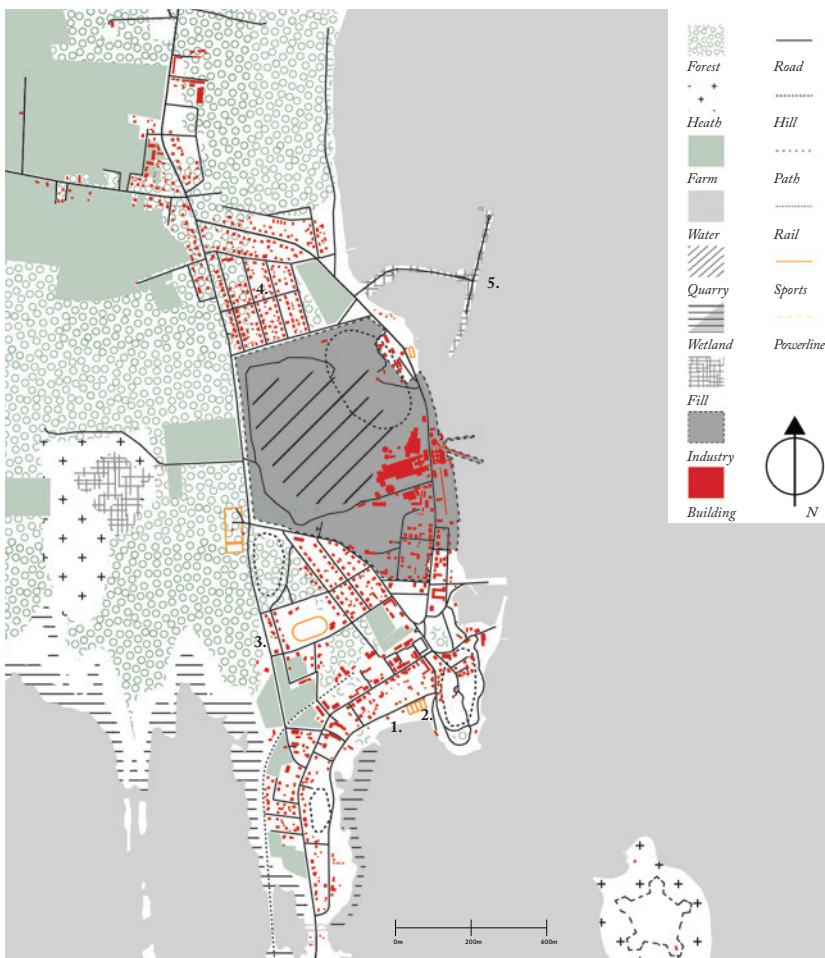 Forest
Road
Heath
Hill
Farm
Path
Water
Rail
Quarry
Sports
Wetland
Powerline
Fill
Industry
Building
N
5.
4.
3.
2.
1.
0m
200m
600m